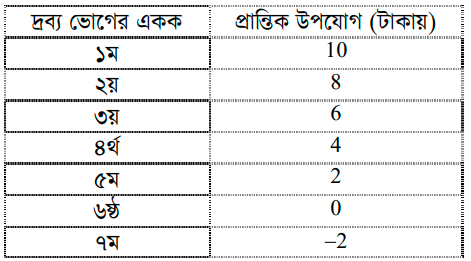 দ্রব্য ভোগের একক প্রান্তিক উপযোগ (টাকায়)
১ম 10
২য় 8
৩য় 6
৪র্থ 4
৫ম 2
৬ষ্ঠ 0
৭ম –2